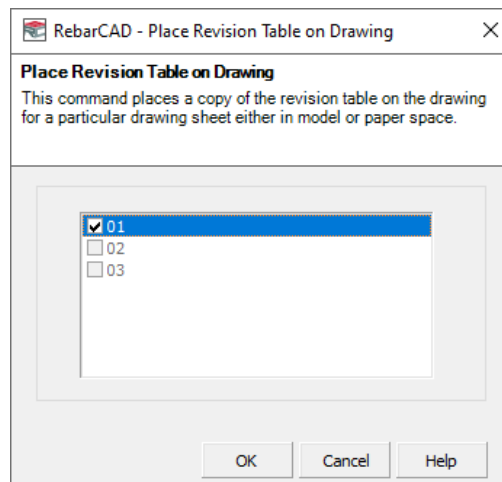 RebarCAD - Place Revision Table on Drawing
Place Revision Table on Drawing
This command places a copy of the revision table on the drawing
for a particular drawing sheet either in model or paper space.
01
02
03
OK Cancel Help